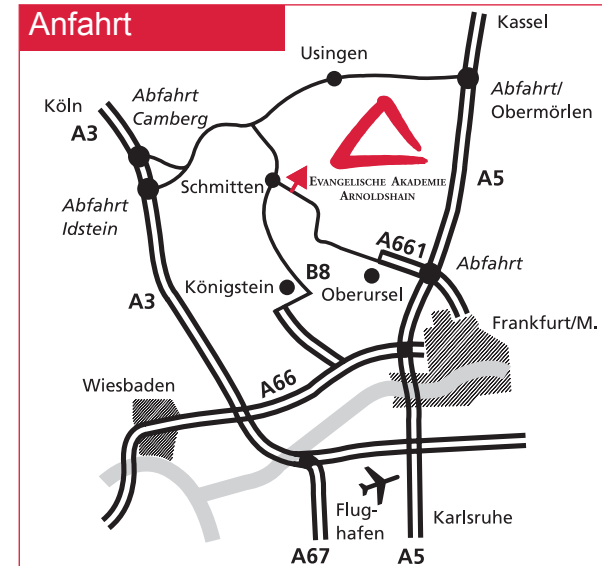 Anfahrt
Kassel
Usingen
Abfahrt/
Obermörlen
Köln
Abfahrt
Camberg
A3
Schmitten
EVANGELISCHE AKADEMIE
ARNOLDSHAIN
A5
Abfahrt
Idstein
A661
Abfahrt
B8
Königstein
Oberursel
A3
Frankfurt/M.
Wiesbaden
A66
Flug-
hafen
Karlsruhe
A67
A5